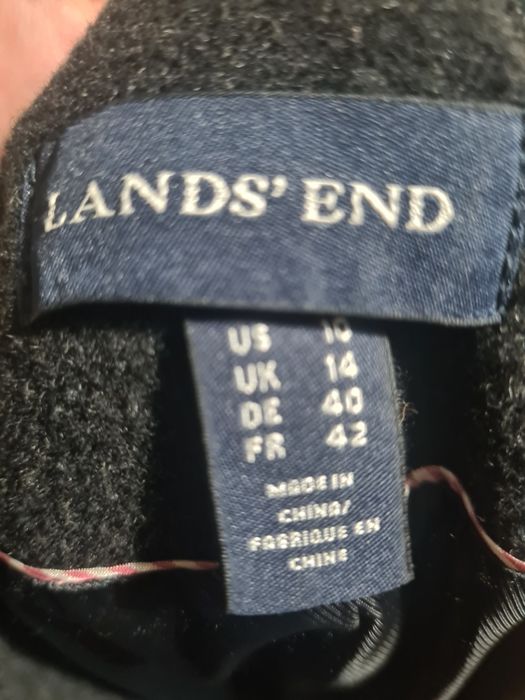 LANDS' END
US 10
UK 14
DE 40
FR 42
MADE IN
CHINA/
FABRIQUE EN
CHINE